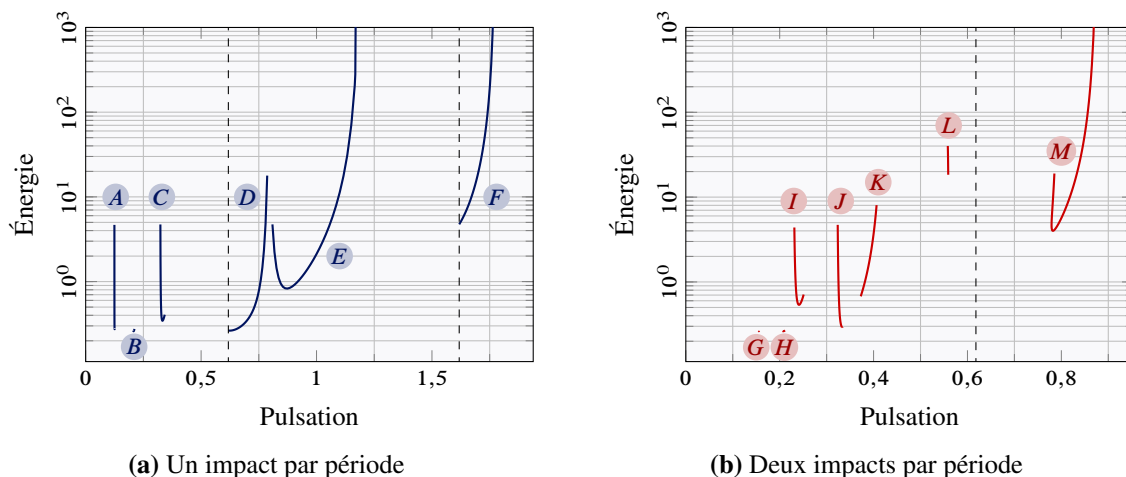 10³
10²
10¹
10⁰
Énergie
A
C
D
F
E
B
0
0,5
1
1,5
Pulsation
(a) Un impact par période
10³
10²
10¹
10⁰
Énergie
L
M
K
I
J
G
H
0
0,2
0,4
0,6
0,8
Pulsation
(b) Deux impacts par période